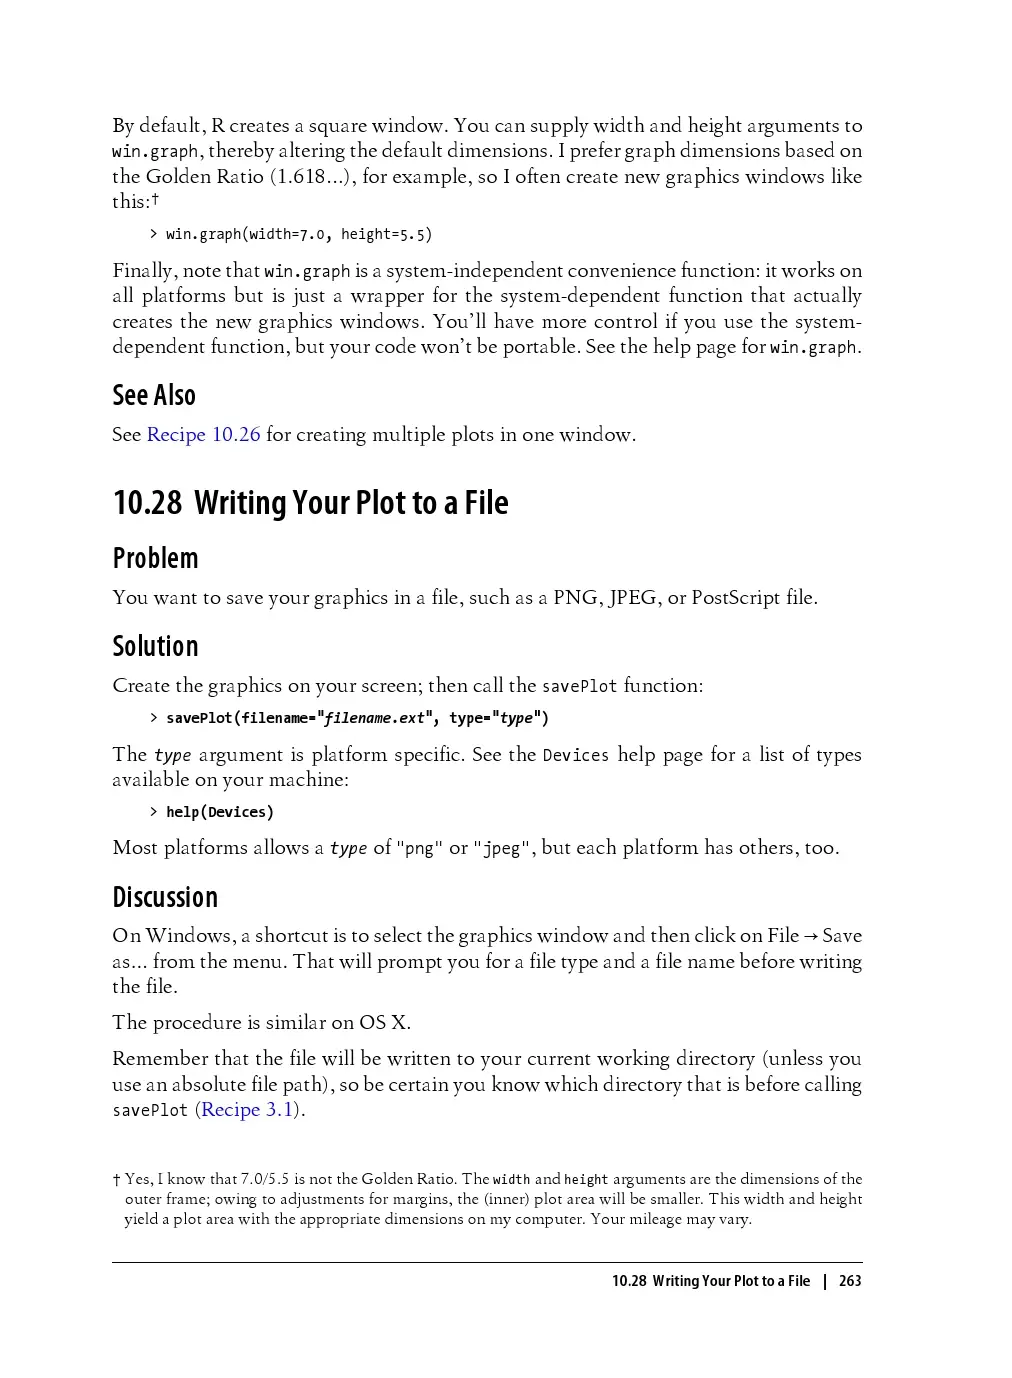 By default, R creates a square window. You can supply width and height arguments to
win.graph, thereby altering the default dimensions. I prefer graph dimensions based on
the Golden Ratio (1.618...), for example, so I often create new graphics windows like
this:†
> win.graph(width=7.0, height=5.5)
Finally, note that win.graph is a system-independent convenience function: it works on
all platforms but is just a wrapper for the system-dependent function that actually
creates the new graphics windows. You’ll have more control if you use the system-
dependent function, but your code won’t be portable. See the help page for win.graph.
See Also
See Recipe 10.26 for creating multiple plots in one window.
10.28 Writing Your Plot to a File
Problem
You want to save your graphics in a file, such as a PNG, JPEG, or PostScript file.
Solution
Create the graphics on your screen; then call the savePlot function:
> savePlot(filename="filename.ext", type="type")
The type argument is platform specific. See the Devices help page for a list of types
available on your machine:
> help(Devices)
Most platforms allows a type of "png" or "jpeg", but each platform has others, too.
Discussion
On Windows, a shortcut is to select the graphics window and then click on File → Save
as... from the menu. That will prompt you for a file type and a file name before writing
the file.
The procedure is similar on OS X.
Remember that the file will be written to your current working directory (unless you
use an absolute file path), so be certain you know which directory that is before calling
savePlot (Recipe 3.1).
† Yes, I know that 7.0/5.5 is not the Golden Ratio. The width and height arguments are the dimensions of the
outer frame; owing to adjustments for margins, the (inner) plot area will be smaller. This width and height
yield a plot area with the appropriate dimensions on my computer. Your mileage may vary.
10.28 Writing Your Plot to a File | 263